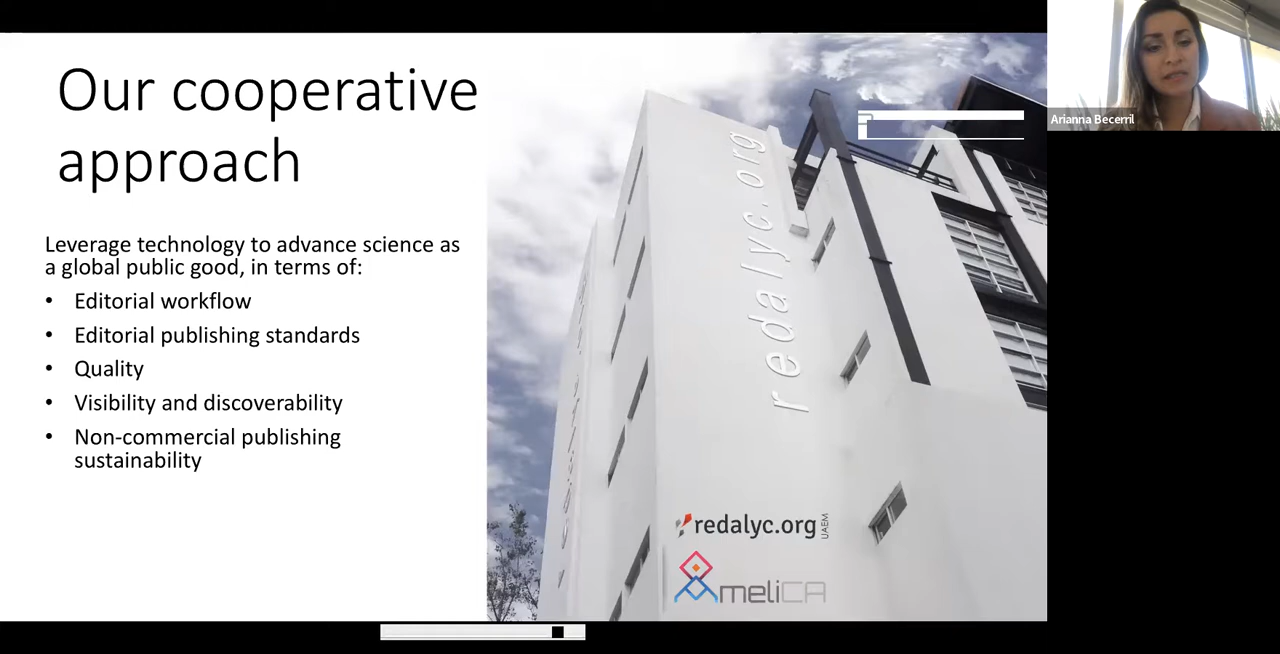 Our cooperative
approach
Leverage technology to advance science as
a global public good, in terms of:
• Editorial workflow
• Editorial publishing standards
• Quality
• Visibility and discoverability
• Non-commercial publishing
sustainability
redalyc.org
redalyc.org UAEM
AmeliCA
Arianna Becerril